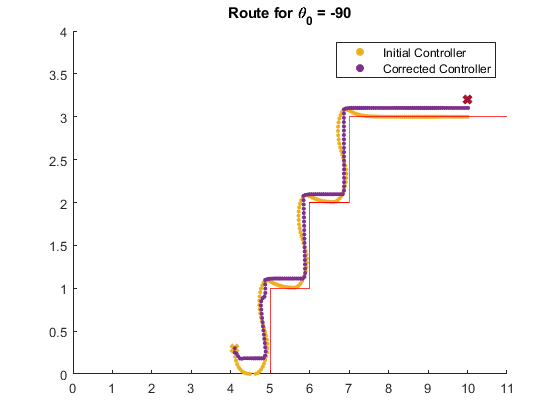 Route for θ0 = -90
Initial Controller
Corrected Controller
4
3.5
3
2.5
2
1.5
1
0.5
0
0 1 2 3 4 5 6 7 8 9 10 11